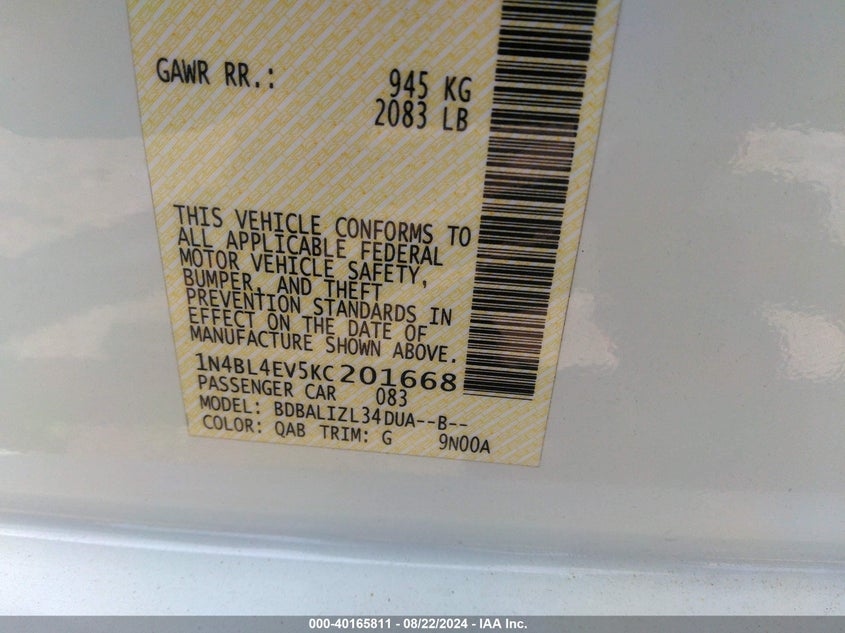 GAWR RR.: 945 KG
2083 LB
THIS VEHICLE CONFORMS TO
ALL APPLICABLE FEDERAL
MOTOR VEHICLE SAFETY,
BUMPER, AND THEFT
PREVENTION STANDARDS IN
EFFECT ON THE DATE OF
MANUFACTURE SHOWN ABOVE.
1N4BL4EV5KC201668
PASSENGER CAR 083
MODEL: BDBALIZL34DUA--B--
COLOR: QAB TRIM: G 9N00A
000-40165811 - 08/22/2024 - IAA Inc.